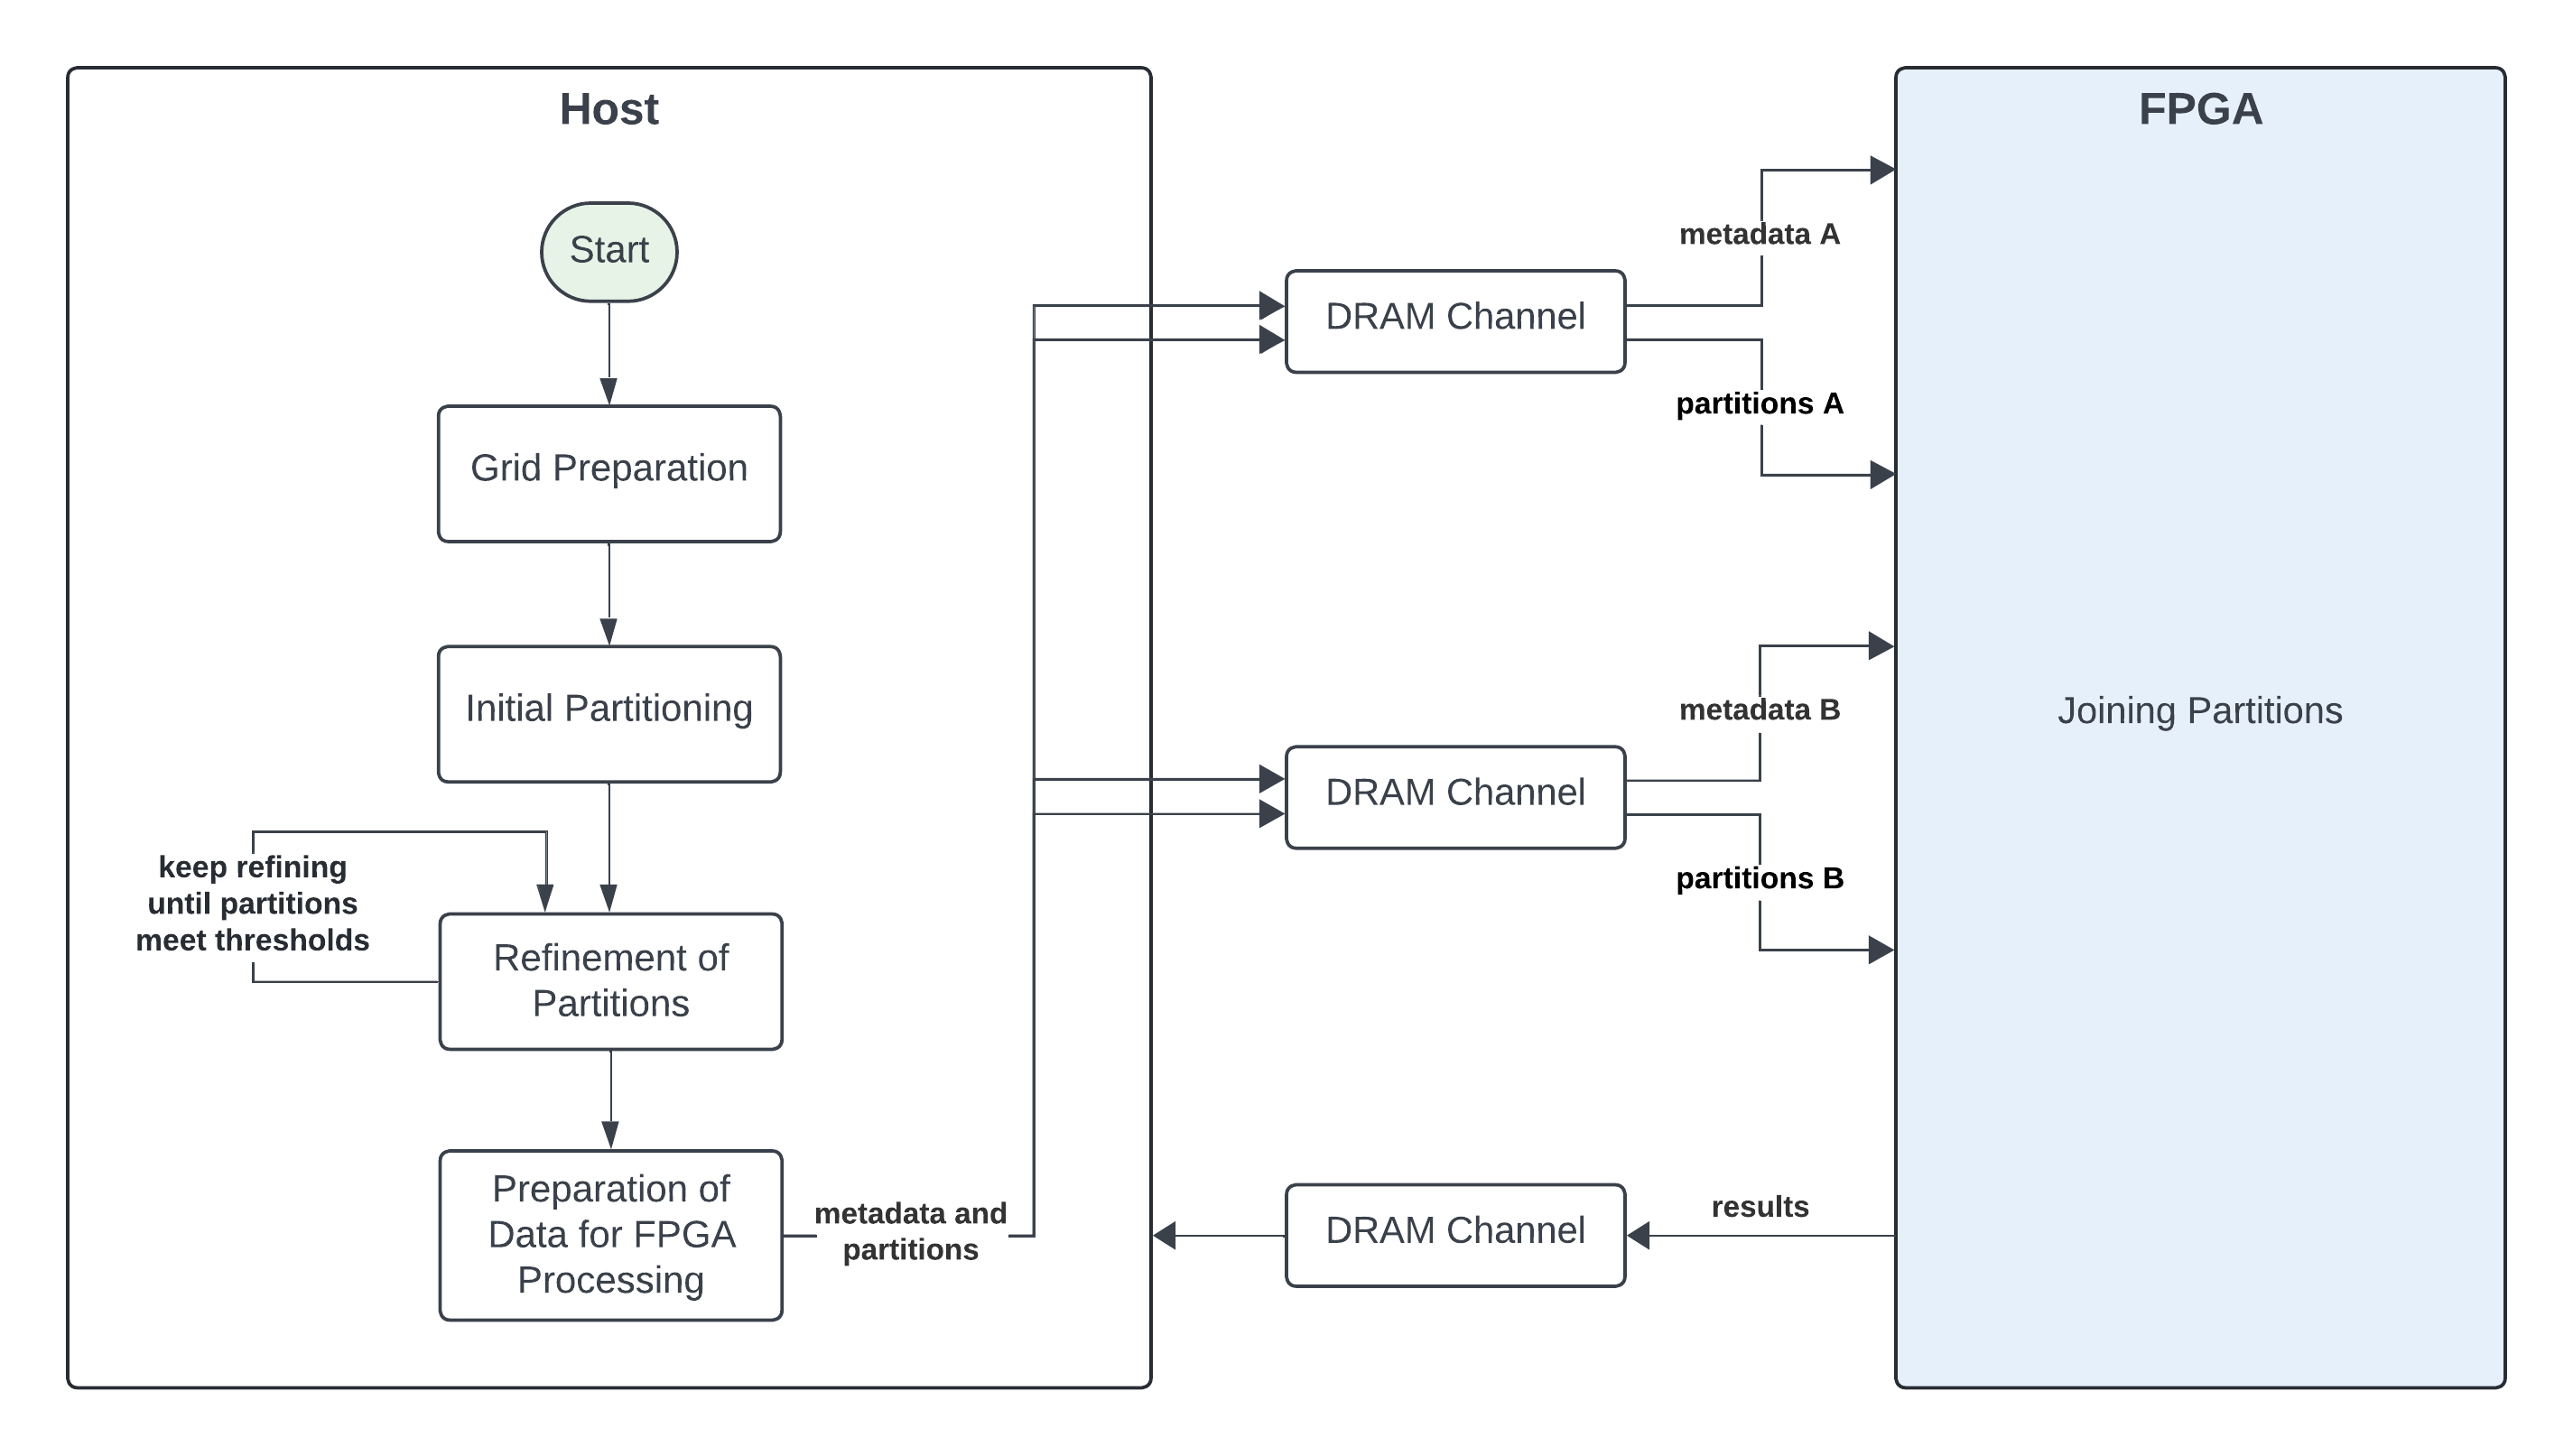 Host
Start
Grid Preparation
Initial Partitioning
keep refining
until partitions
meet thresholds
Refinement of
Partitions
Preparation of
Data for FPGA
Processing
metadata and
partitions
DRAM Channel
metadata A
partitions A
DRAM Channel
metadata B
partitions B
DRAM Channel
results
FPGA
Joining Partitions